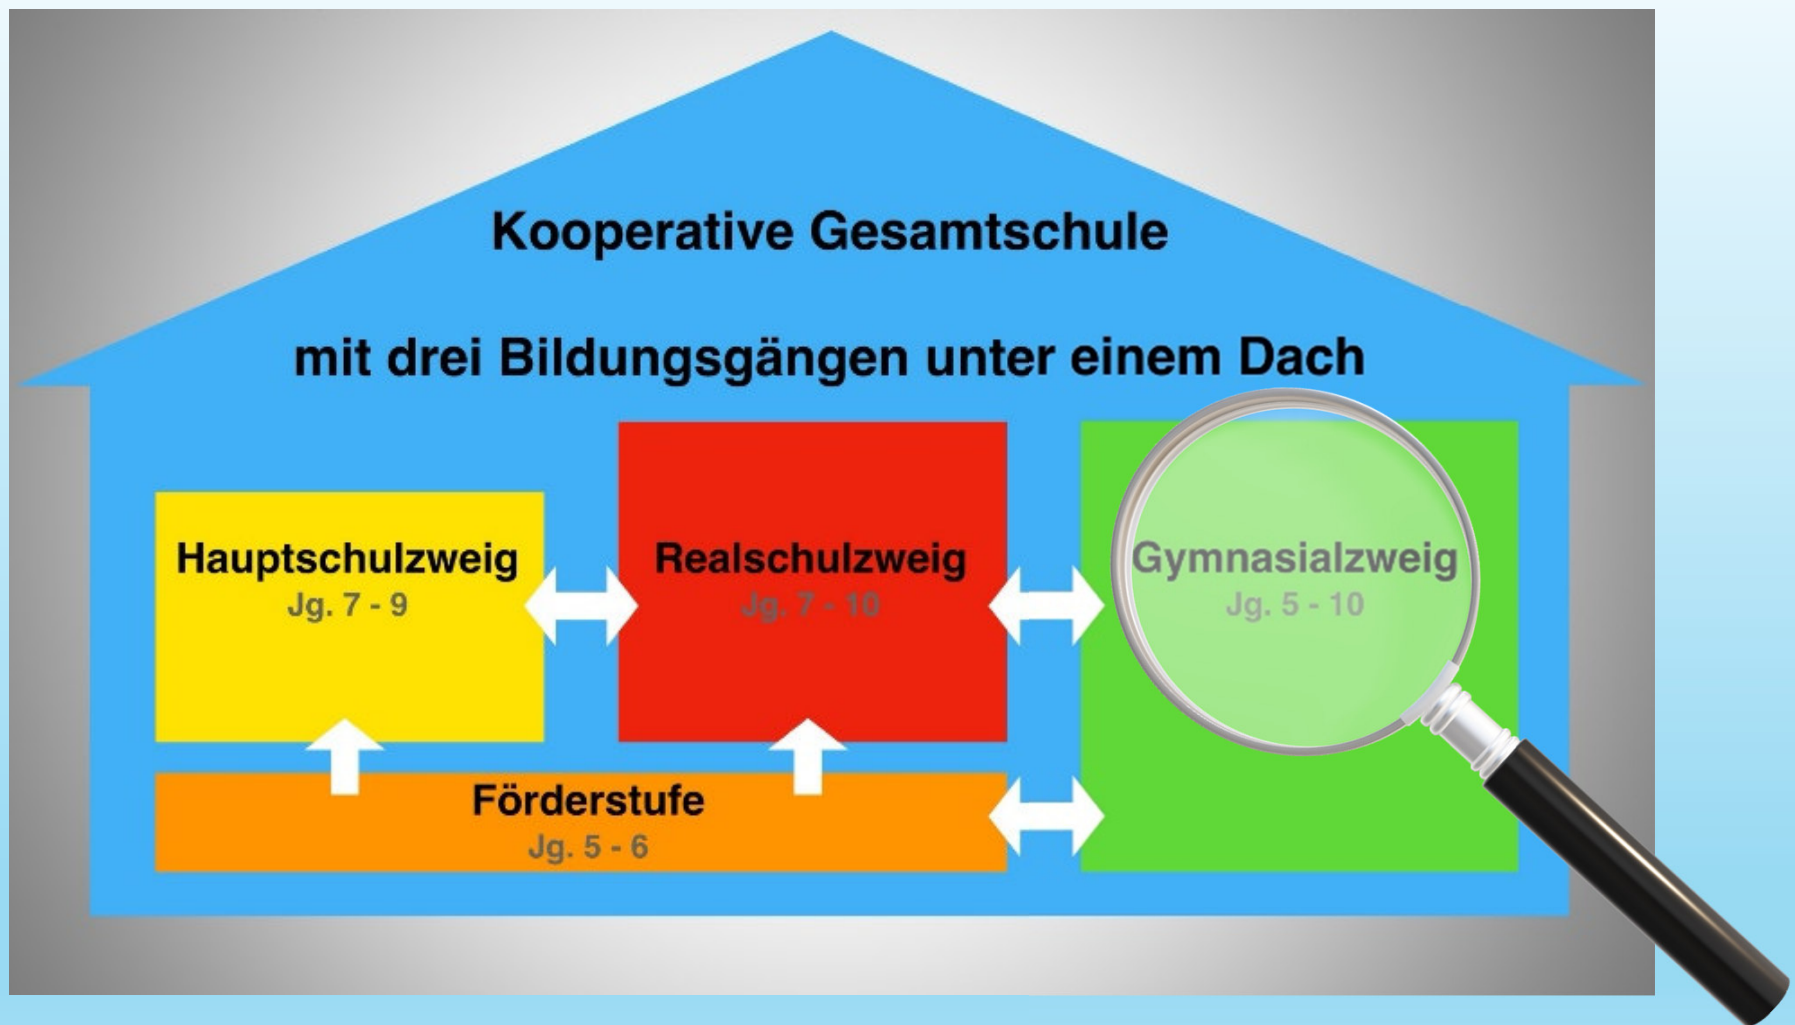 Kooperative Gesamtschule
mit drei Bildungsgängen unter einem Dach
Hauptschulzweig
Jg. 7 - 9
Realschulzweig
Jg. 7 - 10
Gymnasialzweig
Jg. 5 - 10
Förderstufe
Jg. 5 - 6